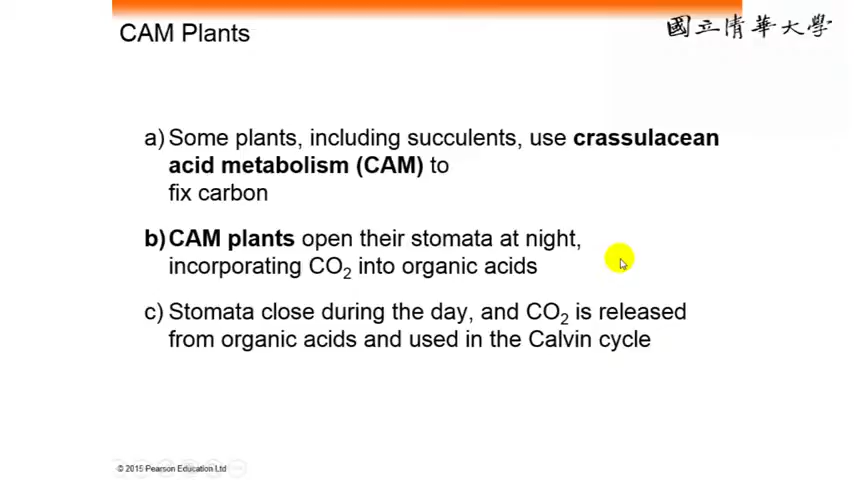 CAM Plants
國立清華大學
a) Some plants, including succulents, use crassulacean
acid metabolism (CAM) to
fix carbon
b) CAM plants open their stomata at night,
incorporating CO₂ into organic acids
c) Stomata close during the day, and CO₂ is released
from organic acids and used in the Calvin cycle
© 2015 Pearson Education Ltd